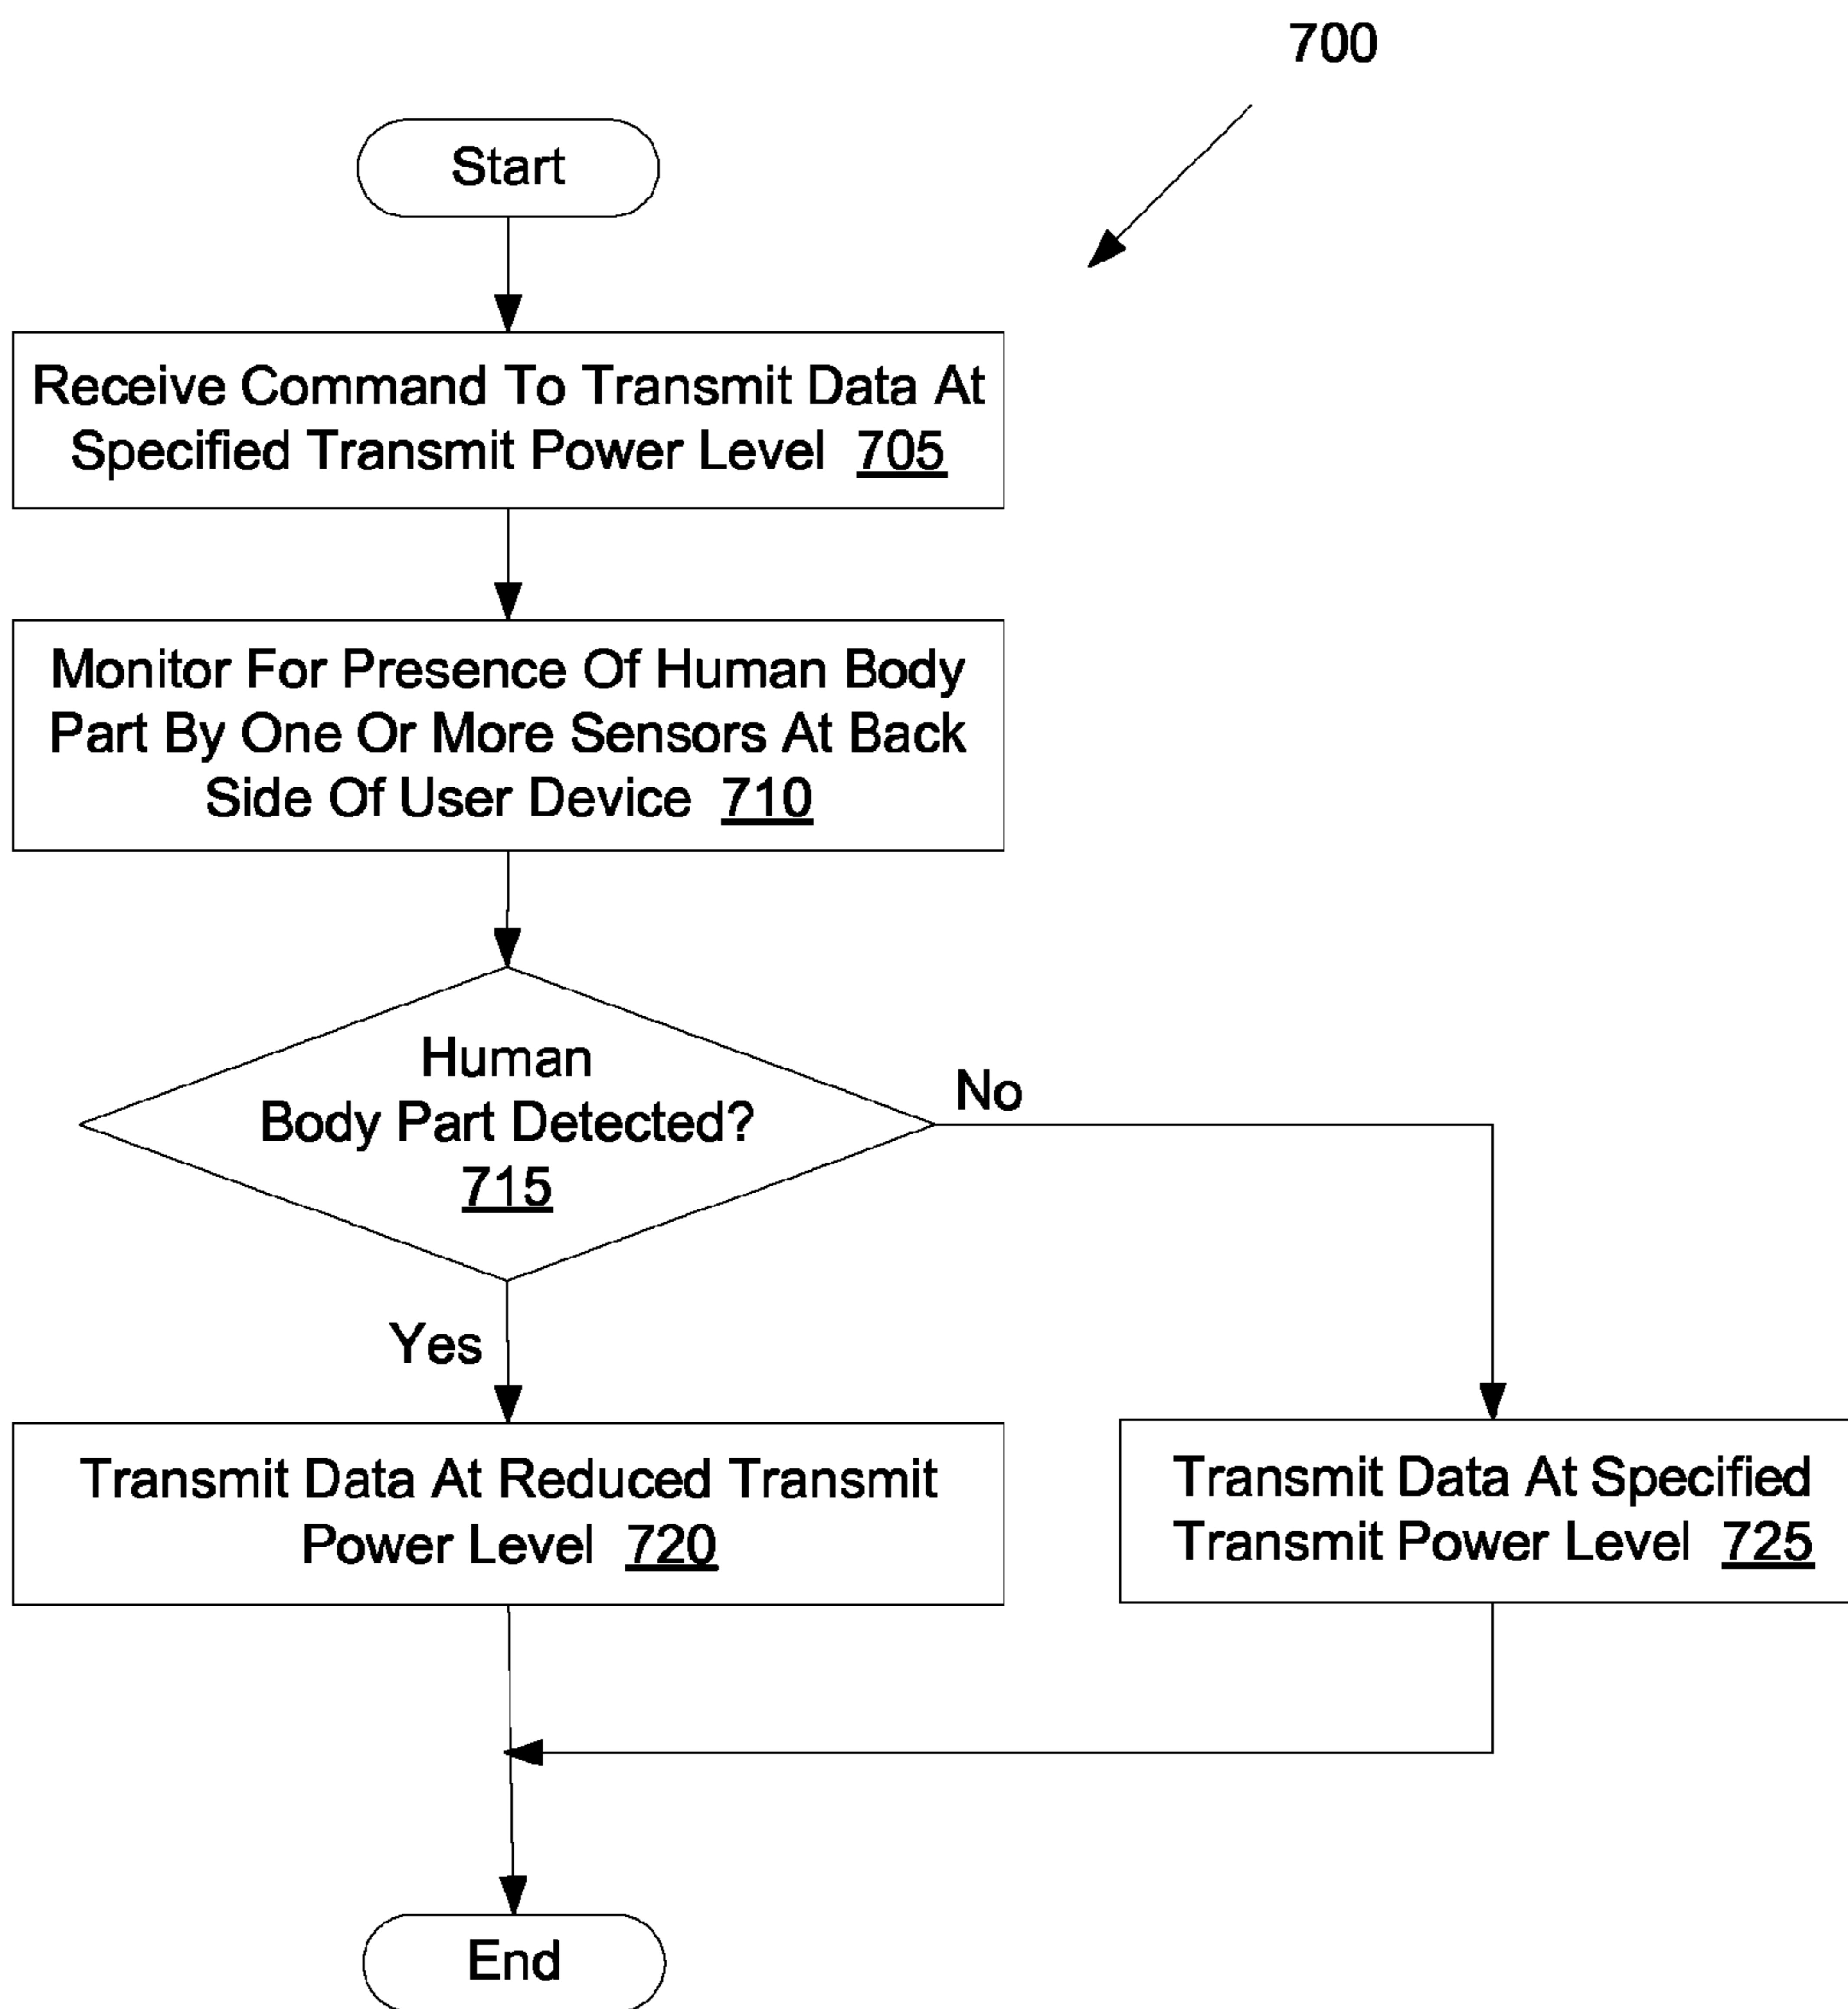 700
Start
Receive Command To Transmit Data At
Specified Transmit Power Level 705
Monitor For Presence Of Human Body
Part By One Or More Sensors At Back
Side Of User Device 710
Human
Body Part Detected?
715
No
Yes
Transmit Data At Reduced Transmit
Power Level 720
Transmit Data At Specified
Transmit Power Level 725
End